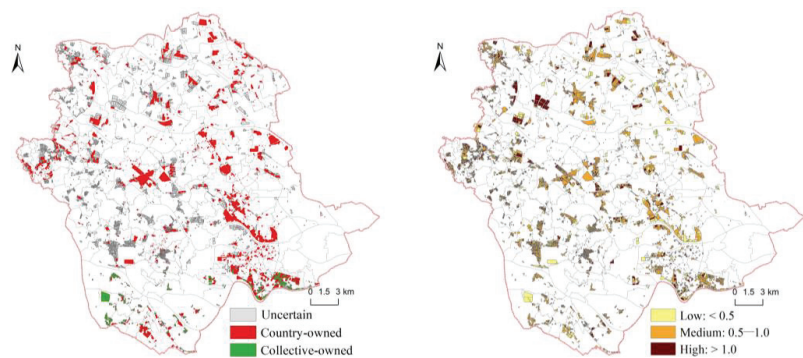 N
0 1.5 3 km
Uncertain
Country-owned
Collective-owned
N
0 1.5 3 km
Low: < 0.5
Medium: 0.5—1.0
High: > 1.0